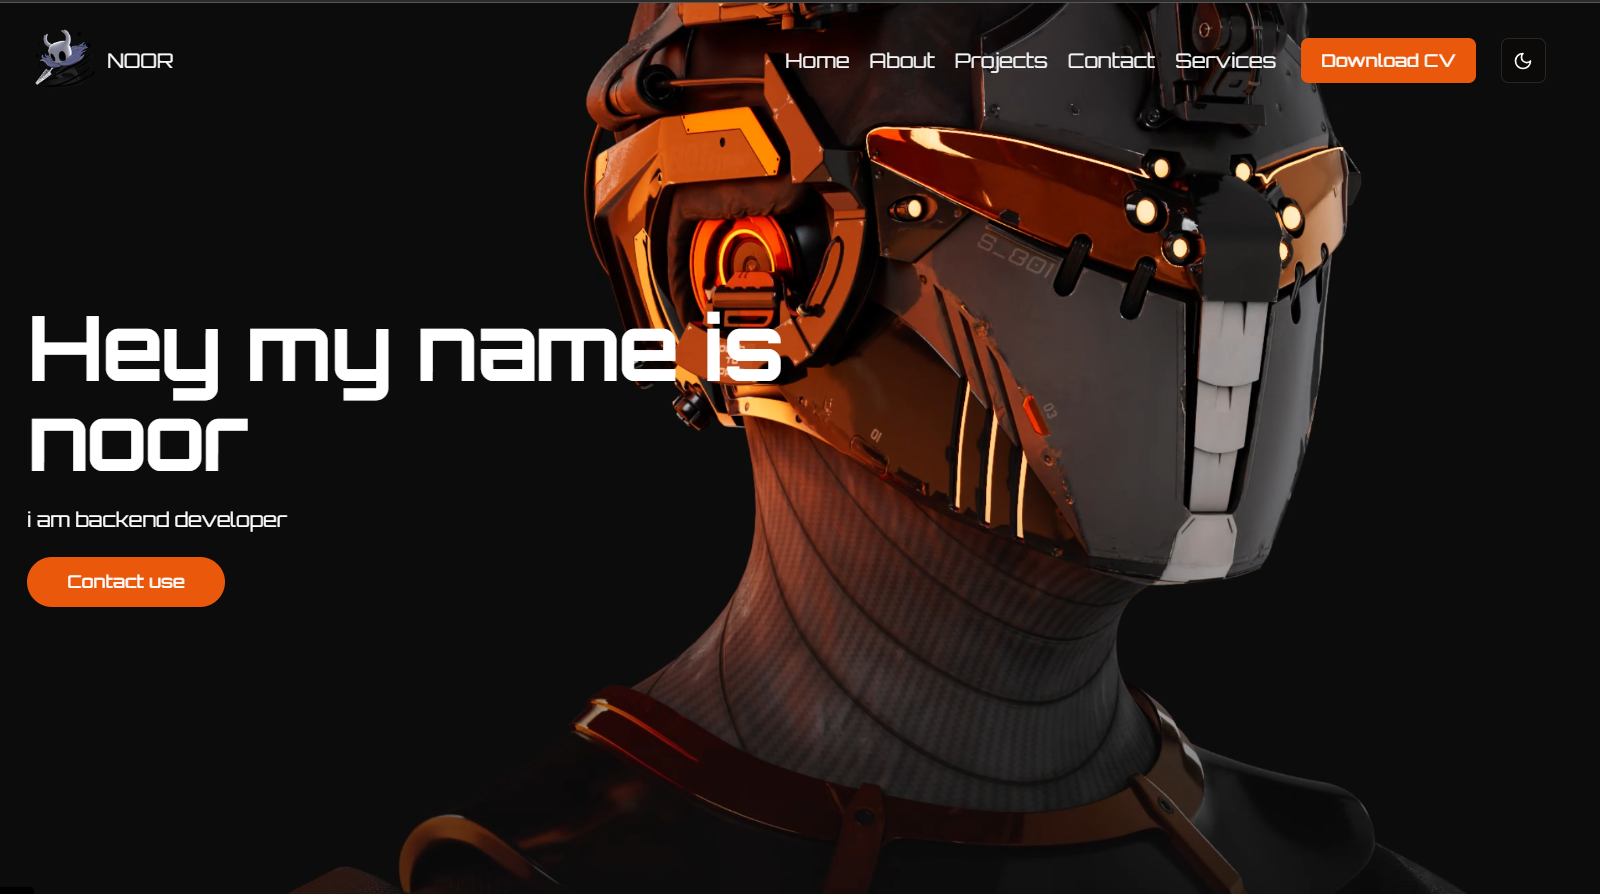 NOOR
Home About Projects Contact Services Download CV
S_801
Hey my name is
noor
03
01
i am backend developer
Contact use